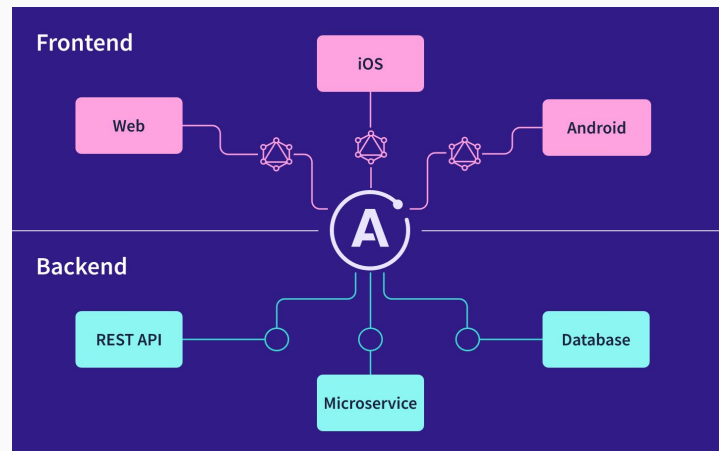 Frontend
iOS
Web
Android
A
Backend
REST API
Database
Microservice